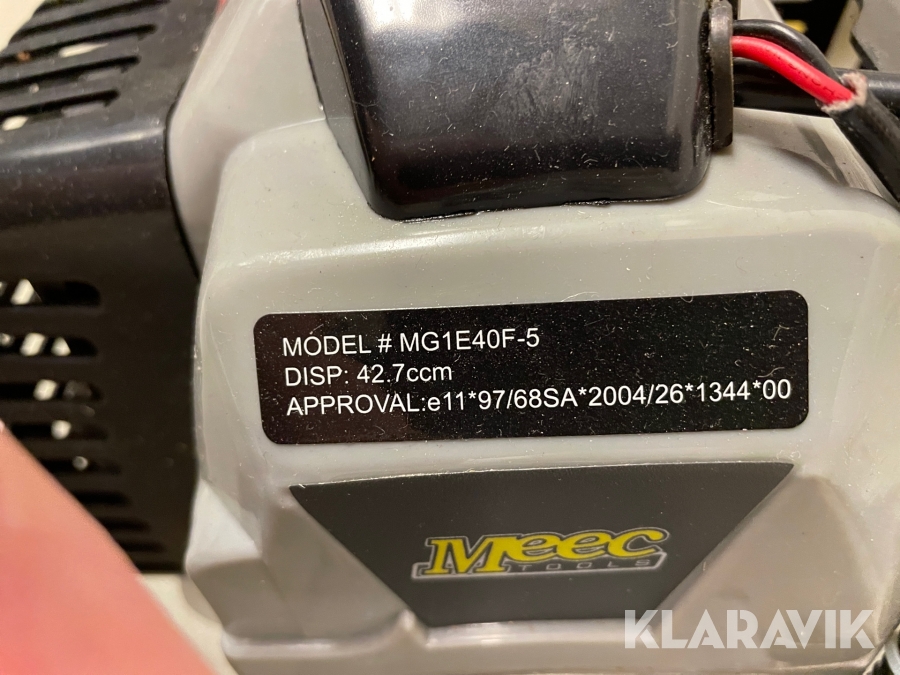 MODEL # MG1E40F-5
DISP: 42.7ccm
APPROVAL:e11*97/68SA*2004/26*1344*00
Meec
TOOLS
KLARAVIK